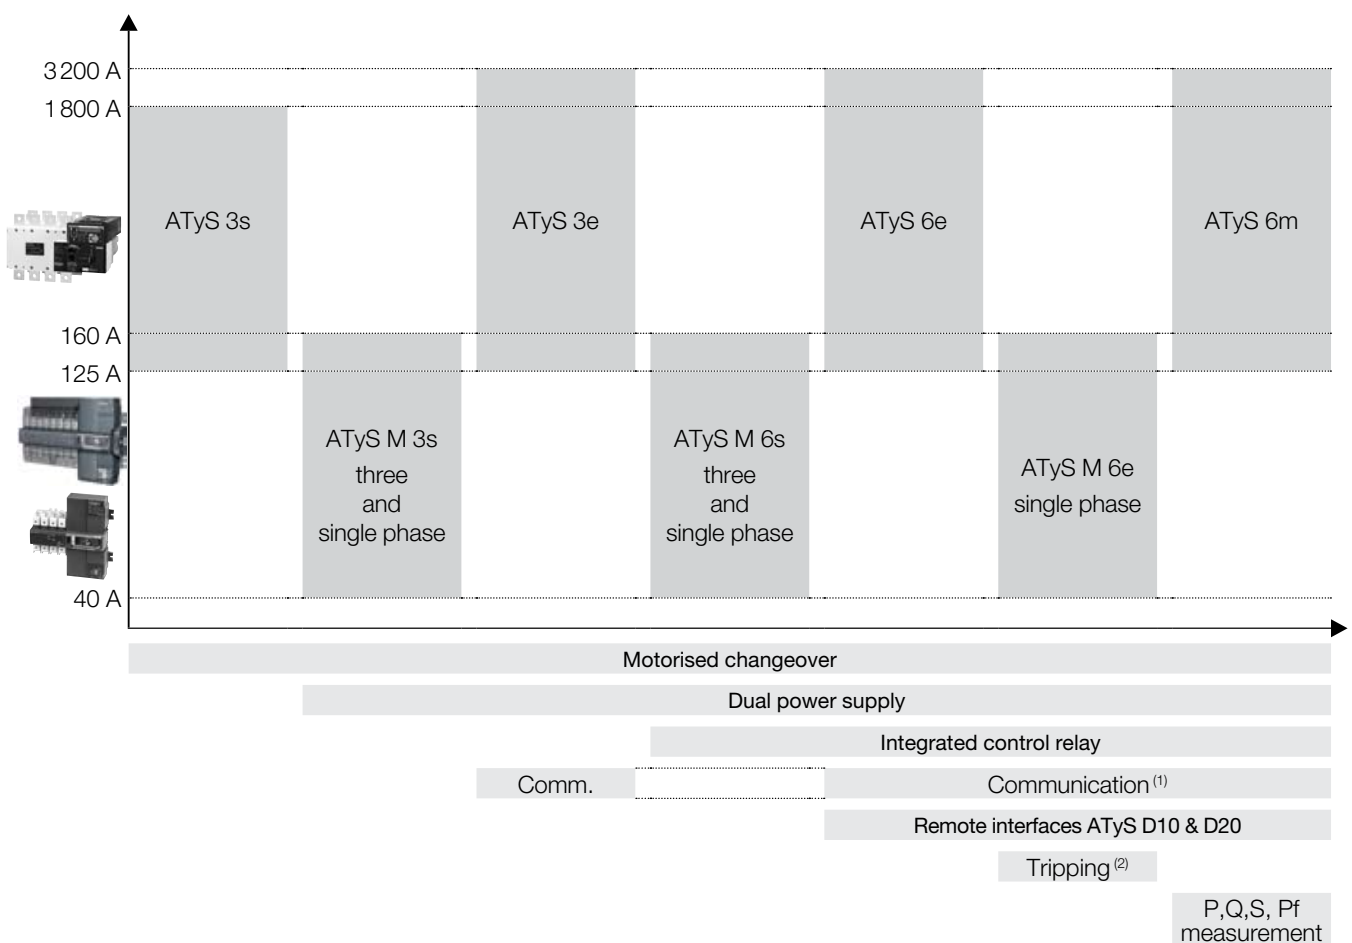 3 200 A
1 800 A
ATyS 3s
ATyS 3e
ATyS 6e
ATyS 6m
160 A
125 A
ATyS M 3s
three
and
single phase
ATyS M 6s
three
and
single phase
ATyS M 6e
single phase
40 A
Motorised changeover
Dual power supply
Integrated control relay
Comm.
Communication (1)
Remote interfaces ATyS D10 & D20
Tripping (2)
P,Q,S, Pf
measurement